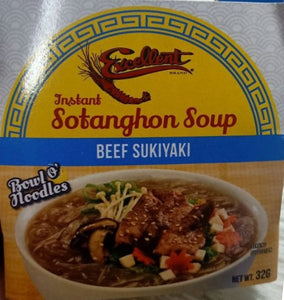 Excellent
BRAND
Instant
Sotanghon Soup
BEEF SUKIYAKI
Bowl O'
Noodles
NET WT. 32G